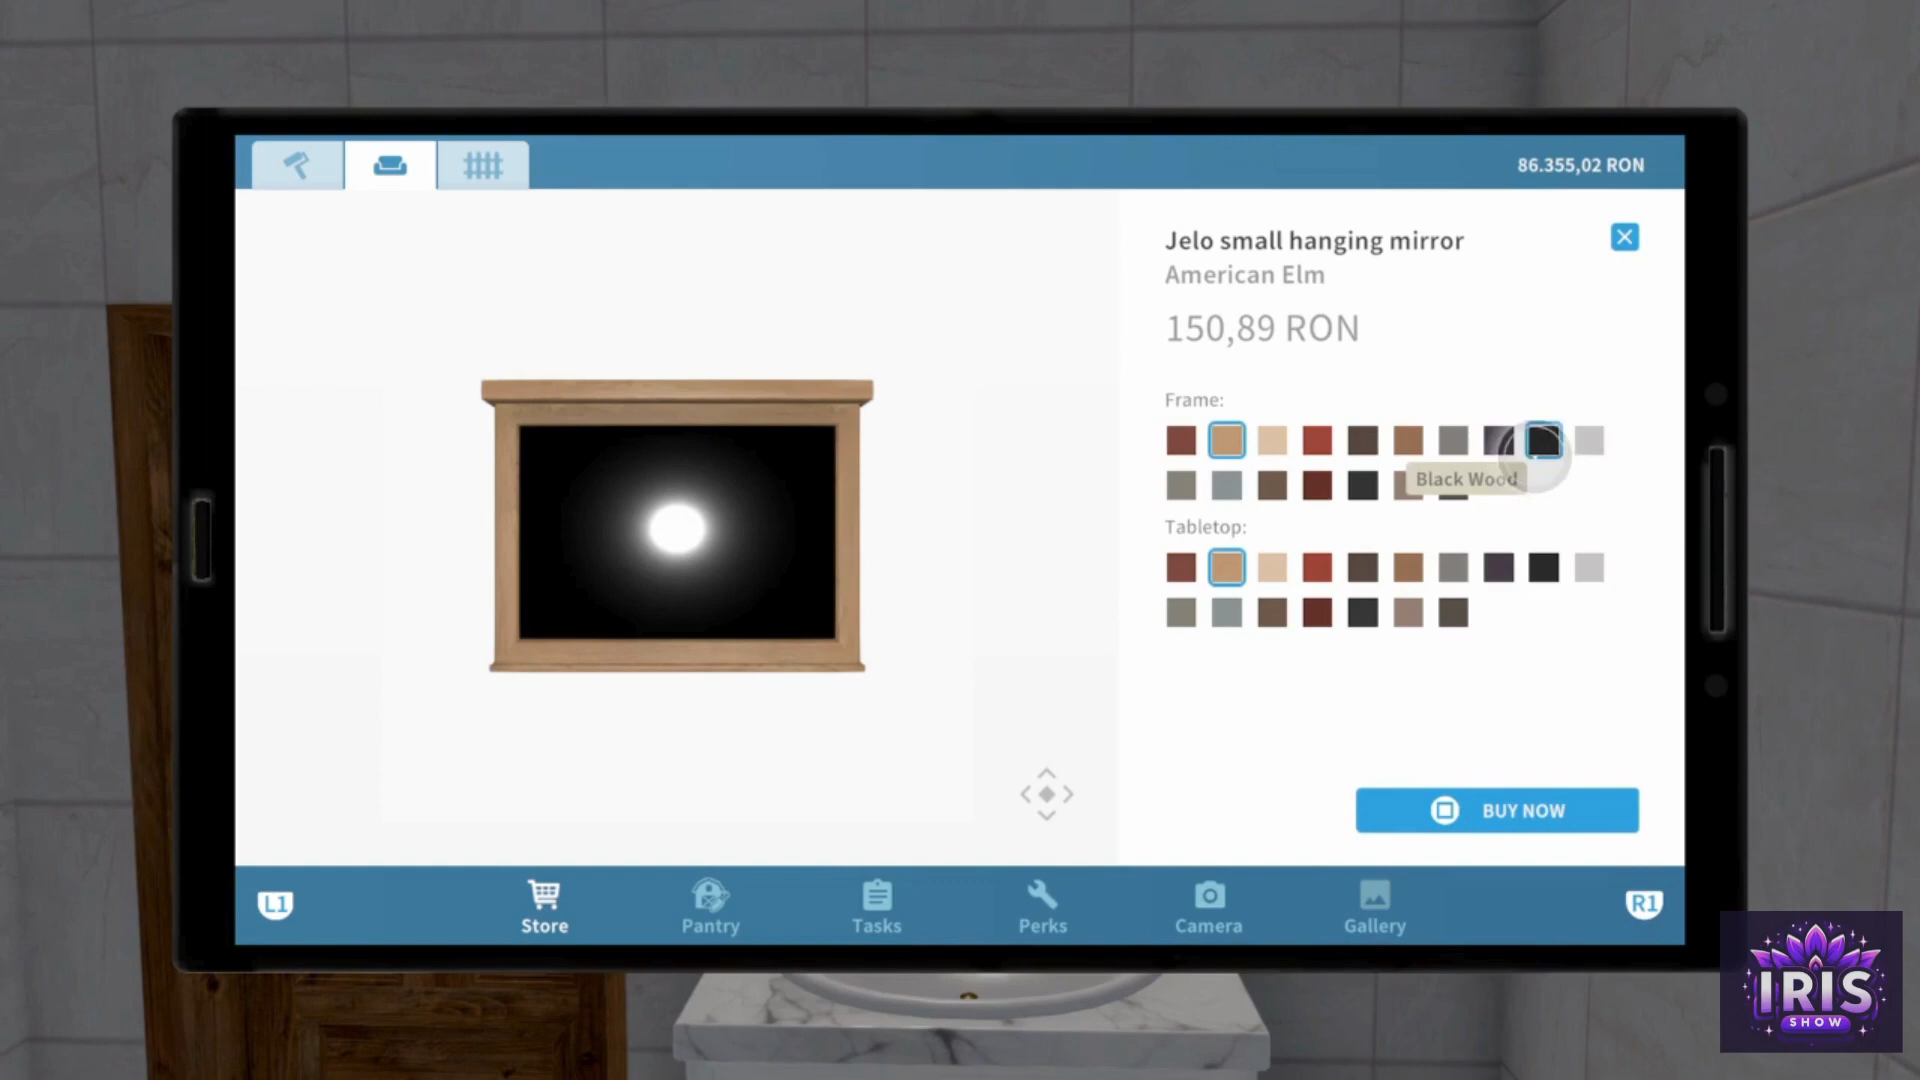 86.355,02 RON
Jelo small hanging mirror
American Elm
150,89 RON
Frame:
Black Wood
Tabletop:
BUY NOW
L1
Store
Pantry
Tasks
Perks
Camera
Gallery
R1
IRIS
SHOW